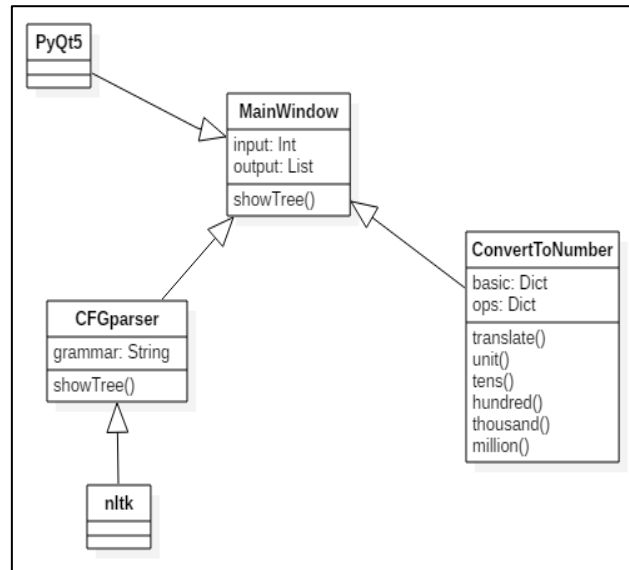 PyQt5
MainWindow
input: Int
output: List
showTree()
ConvertToNumber
basic: Dict
ops: Dict
translate()
unit()
tens()
hundred()
thousand()
million()
CFGparser
grammar: String
showTree()
nltk